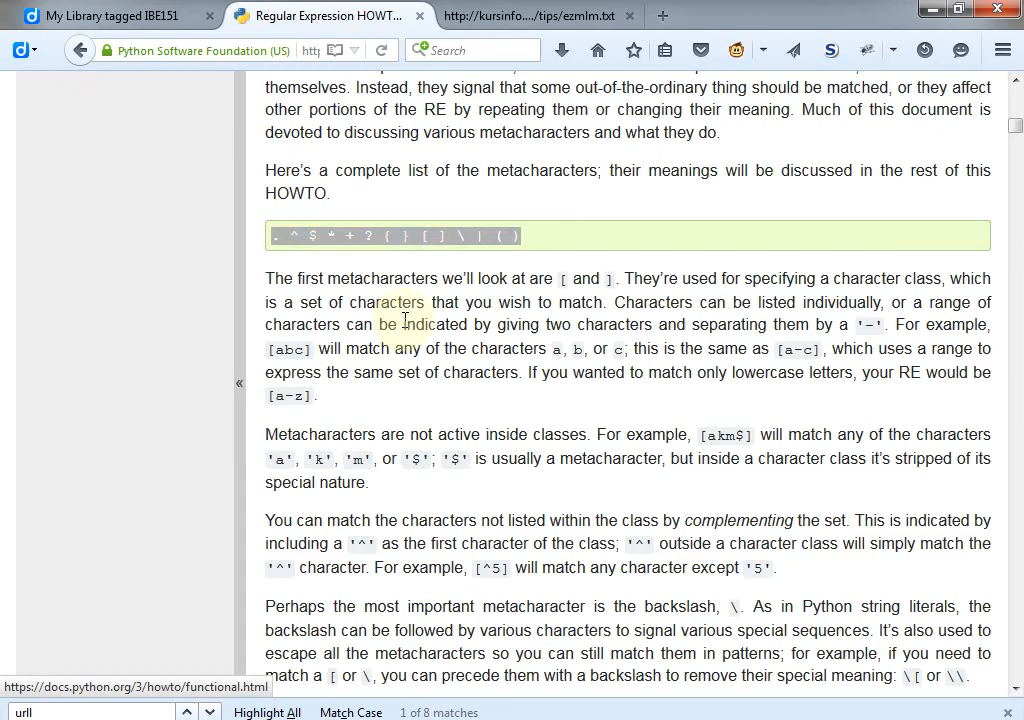 My Library tagged IBE151
Regular Expression HOWT...
http://kursinfo..../tips/ezmlm.txt
Python Software Foundation (US)
http
Search
themselves. Instead, they signal that some out-of-the-ordinary thing should be matched, or they affect
other portions of the RE by repeating them or changing their meaning. Much of this document is
devoted to discussing various metacharacters and what they do.
Here's a complete list of the metacharacters; their meanings will be discussed in the rest of this
HOWTO.
. ^ $ * + ? { } [ ] \ | ( )
The first metacharacters we'll look at are [ and ]. They're used for specifying a character class, which
is a set of characters that you wish to match. Characters can be listed individually, or a range of
characters can be indicated by giving two characters and separating them by a '-'. For example,
[abc] will match any of the characters a, b, or c; this is the same as [a-c], which uses a range to
express the same set of characters. If you wanted to match only lowercase letters, your RE would be
[a-z].
Metacharacters are not active inside classes. For example, [akm$] will match any of the characters
'a', 'k', 'm', or '$'; '$' is usually a metacharacter, but inside a character class it's stripped of its
special nature.
You can match the characters not listed within the class by complementing the set. This is indicated by
including a '^' as the first character of the class; '^' outside a character class will simply match the
'^' character. For example, [^5] will match any character except '5'.
Perhaps the most important metacharacter is the backslash, \. As in Python string literals, the
backslash can be followed by various characters to signal various special sequences. It's also used to
escape all the metacharacters so you can still match them in patterns; for example, if you need to
match a [ or \, you can precede them with a backslash to remove their special meaning: \[ or \\.
https://docs.python.org/3/howto/functional.html
urll
Highlight All
Match Case
1 of 8 matches